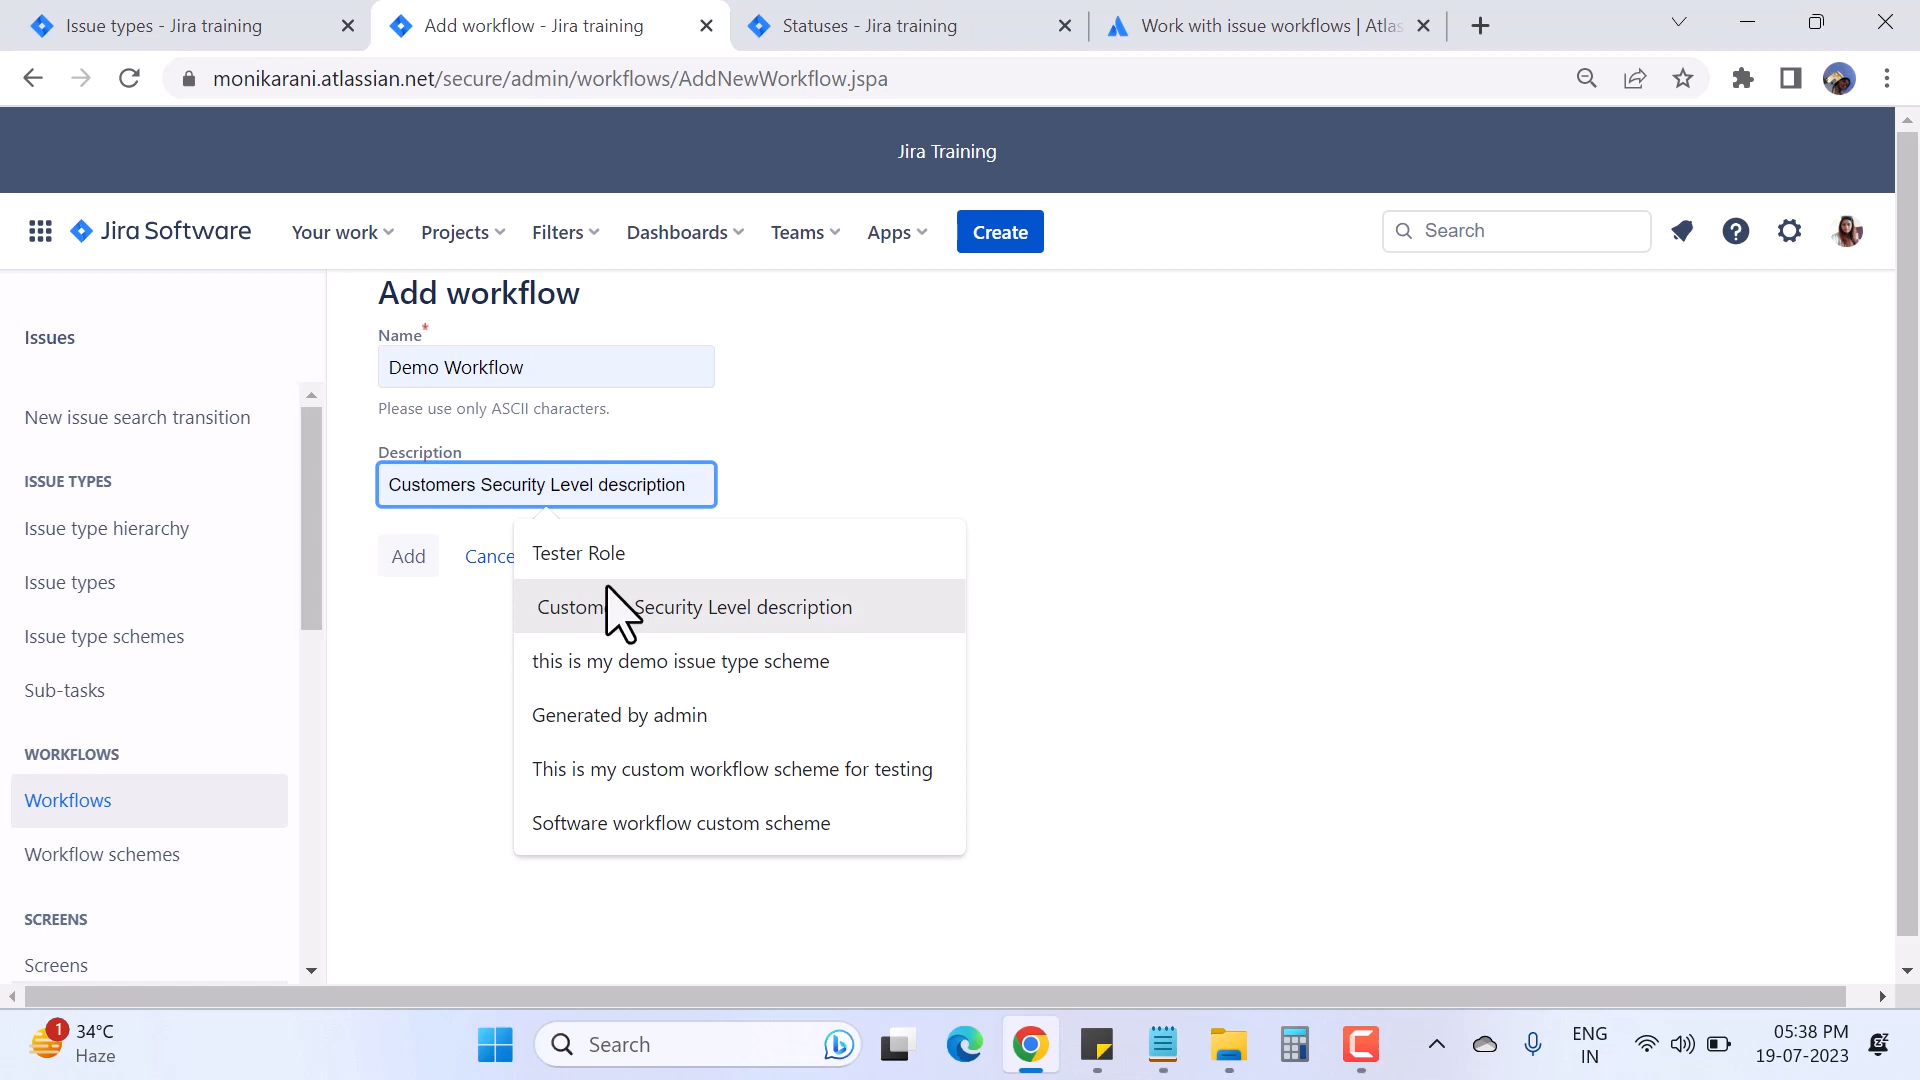 Issue types - Jira training
Add workflow - Jira training
Statuses - Jira training
Work with issue workflows | Atlas
monikarani.atlassian.net/secure/admin/workflows/AddNewWorkflow.jspa
Jira Training
Jira Software
Your work
Projects
Filters
Dashboards
Teams
Apps
Create
Search
Issues
New issue search transition
ISSUE TYPES
Issue type hierarchy
Issue types
Issue type schemes
Sub-tasks
WORKFLOWS
Workflows
Workflow schemes
SCREENS
Screens
Add workflow
Name*
Demo Workflow
Please use only ASCII characters.
Description
Customers Security Level description
Add
Cance
Tester Role
Custom Security Level description
this is my demo issue type scheme
Generated by admin
This is my custom workflow scheme for testing
Software workflow custom scheme
1
34°C
Haze
Search
ENG
IN
05:38 PM
19-07-2023